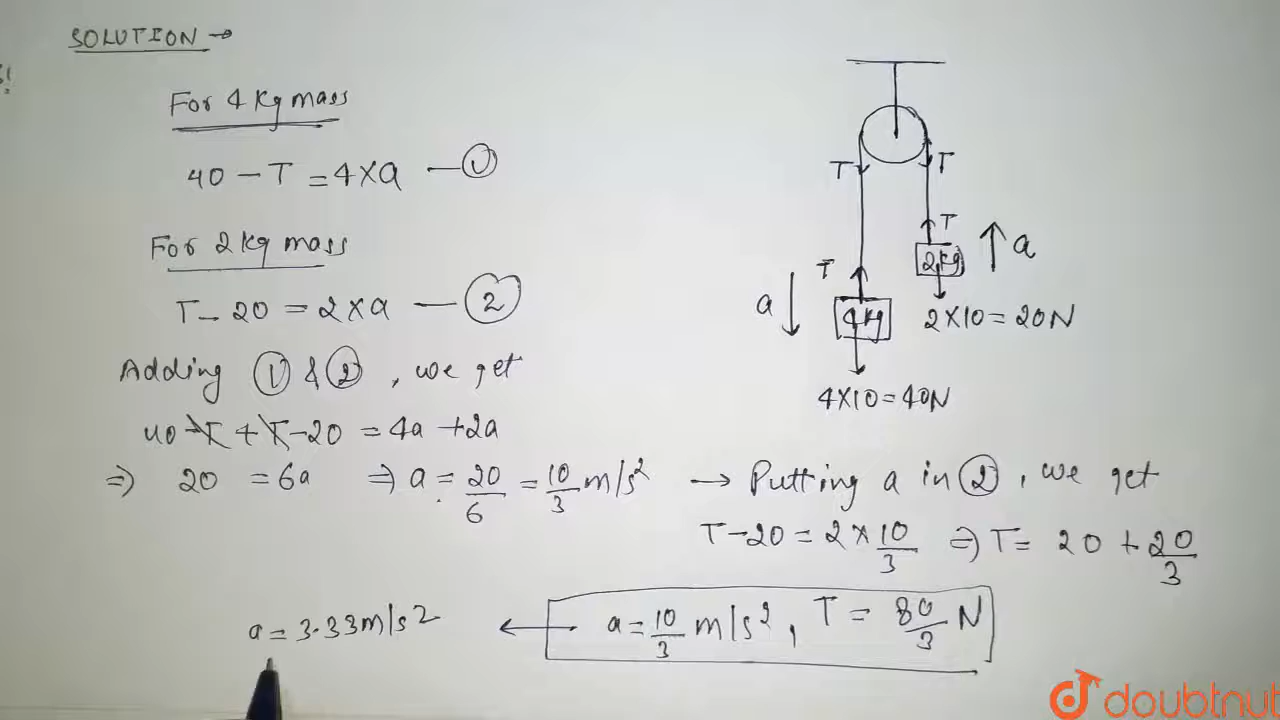 SOLUTION →
For 4 kg mass
40 - T = 4×a — ①
For 2 kg mass
T - 20 = 2×a — ②
Adding ① & ②, we get
40 - T + T - 20 = 4a + 2a
⇒ 20 = 6a ⇒ a = 20/6 = 10/3 m/s²
→ Putting a in ②, we get
T - 20 = 2 × 10/3 ⇒ T = 20 + 20/3
a = 10/3 m/s², T = 80/3 N
a = 3.33 m/s²
T T
T
2kg
a
T
a
4kg
2×10=20N
4×10=40N
doubtnut